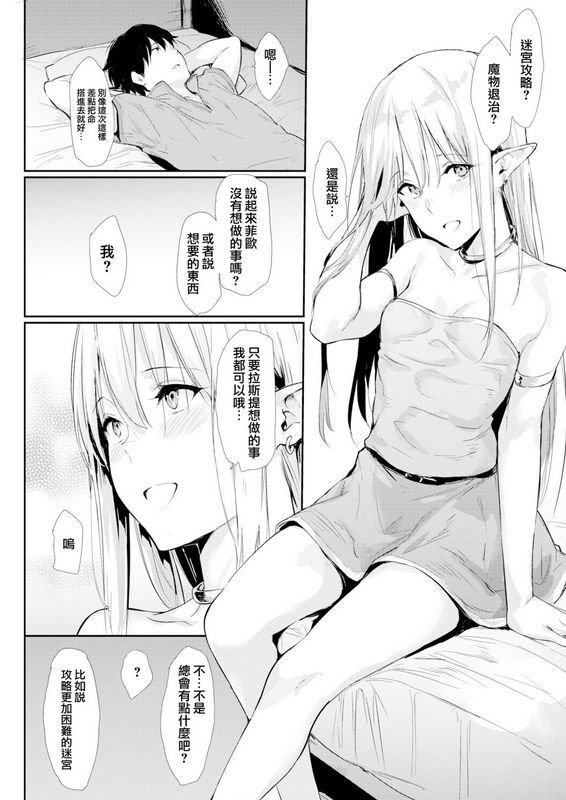 迷宮攻略?
魔物退治?
還是說…
嗯—…
別像這次這樣
差點把命
搭進去就好…
說起來菲歐
沒有想做的事嗎?
或者說
想要的東西
我?
只要拉斯提想做的事
我都可以哦…
嗚
不…不是
總會有點什麼吧?
?
比如説
攻略更加困難的迷宮